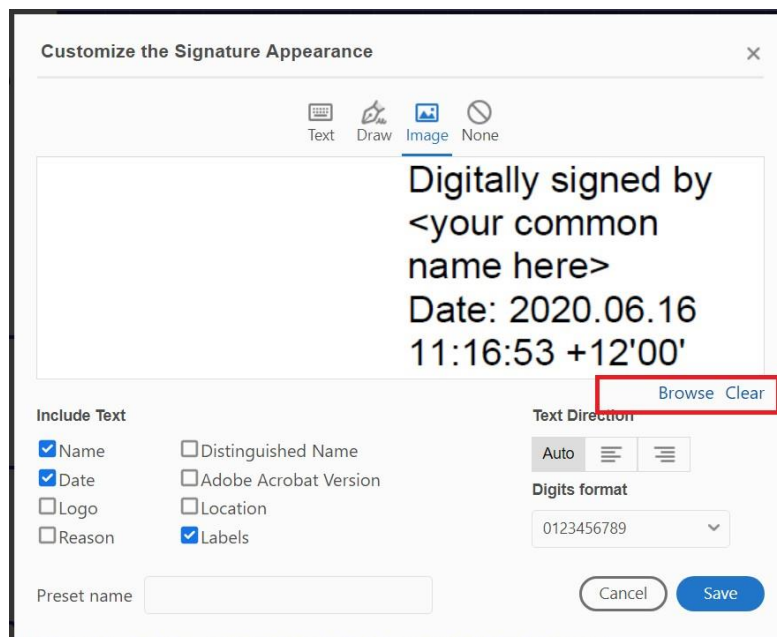 Customize the Signature Appearance
Text Draw Image None
Digitally signed by
<your common
name here>
Date: 2020.06.16
11:16:53 +12'00'
Browse Clear
Include Text
Text Direction
Name
Distinguished Name
Auto
Date
Adobe Acrobat Version
Digits format
Logo
Location
0123456789
Reason
Labels
Preset name
Cancel
Save